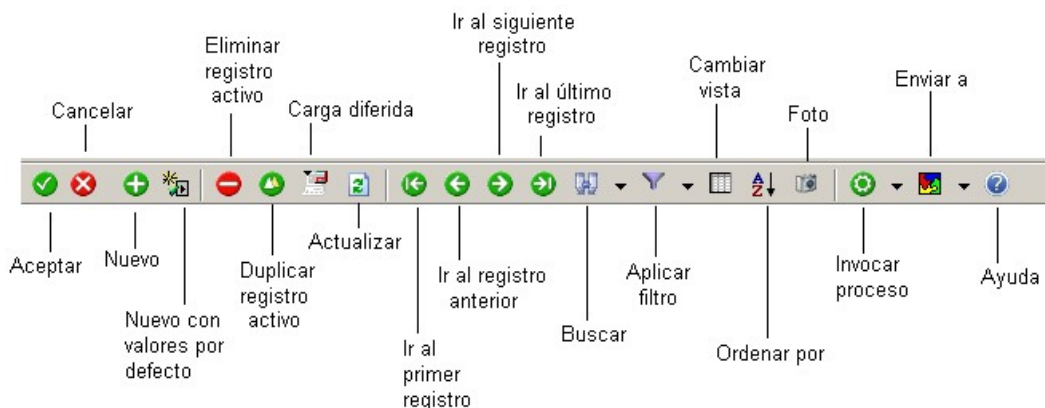 Ir al siguiente
registro
Eliminar
registro
activo
Cambiar
vista
Enviar a
Ir al último
registro
Cancelar
Carga diferida
Foto
Aceptar
Nuevo
Actualizar
Duplicar
registro
activo
Ir al registro
anterior
Aplicar
filtro
Invocar
proceso
Ayuda
Nuevo con
valores por
defecto
Buscar
Ordenar por
Ir al
primer
registro